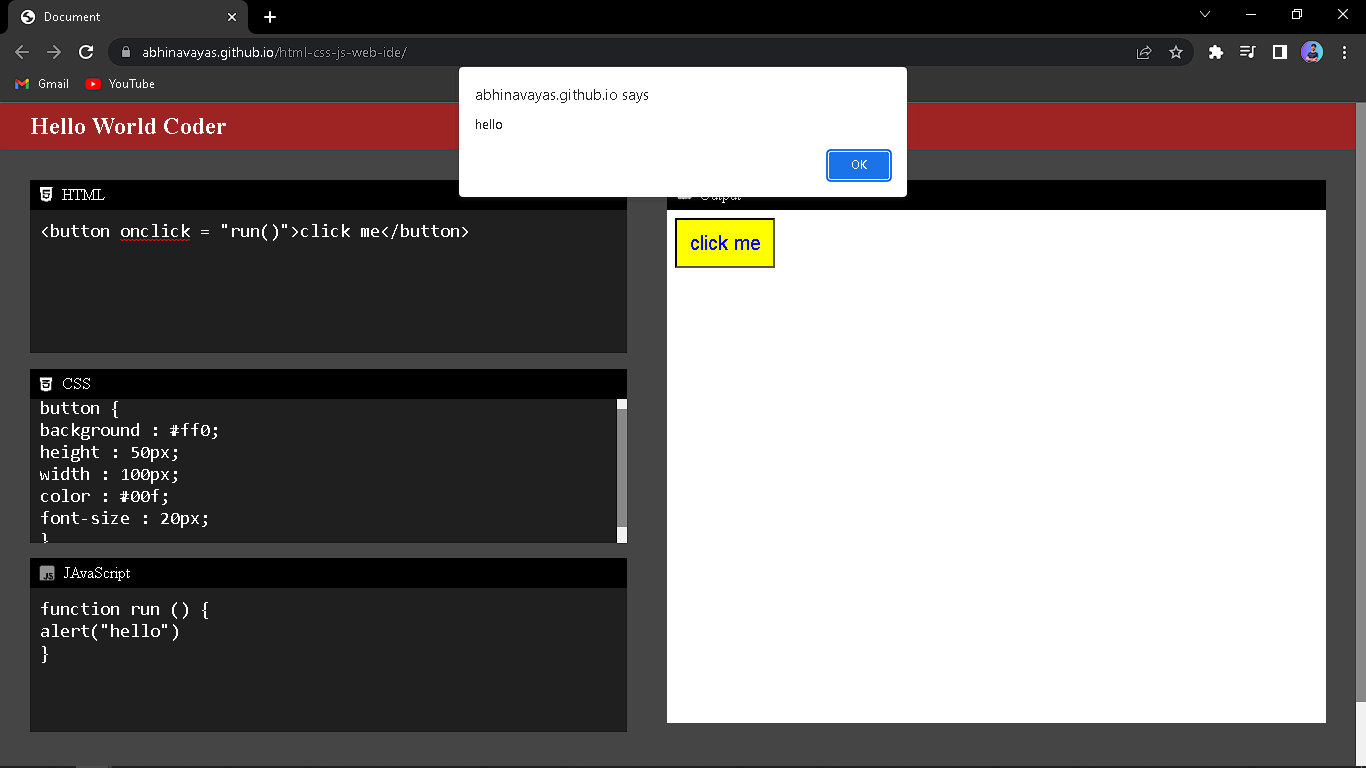 Document
abhinavayas.github.io/html-css-js-web-ide/
Gmail
YouTube
abhinavayas.github.io says
hello
OK
Hello World Coder
HTML
<button onclick = "run()">click me</button>
CSS
button {
background : #ff0;
height : 50px;
width : 100px;
color : #00f;
font-size : 20px;
}
JAvaScript
JS
function run () {
alert("hello")
}
Output
click me